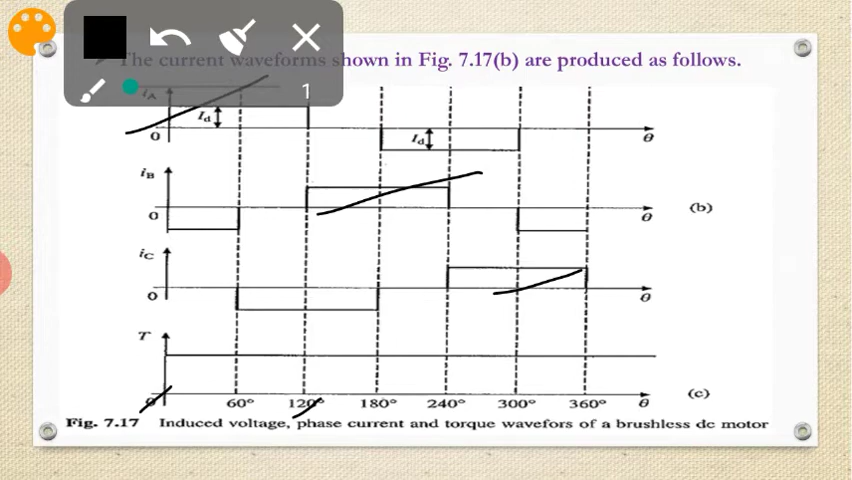 The current waveforms shown in Fig. 7.17(b) are produced as follows.
1
iA
Id
0
Id
θ
iB
0
θ
(b)
iC
0
θ
T
0
60° 120° 180° 240° 300° 360° θ
(c)
Fig. 7.17 Induced voltage, phase current and torque wavefors of a brushless dc motor